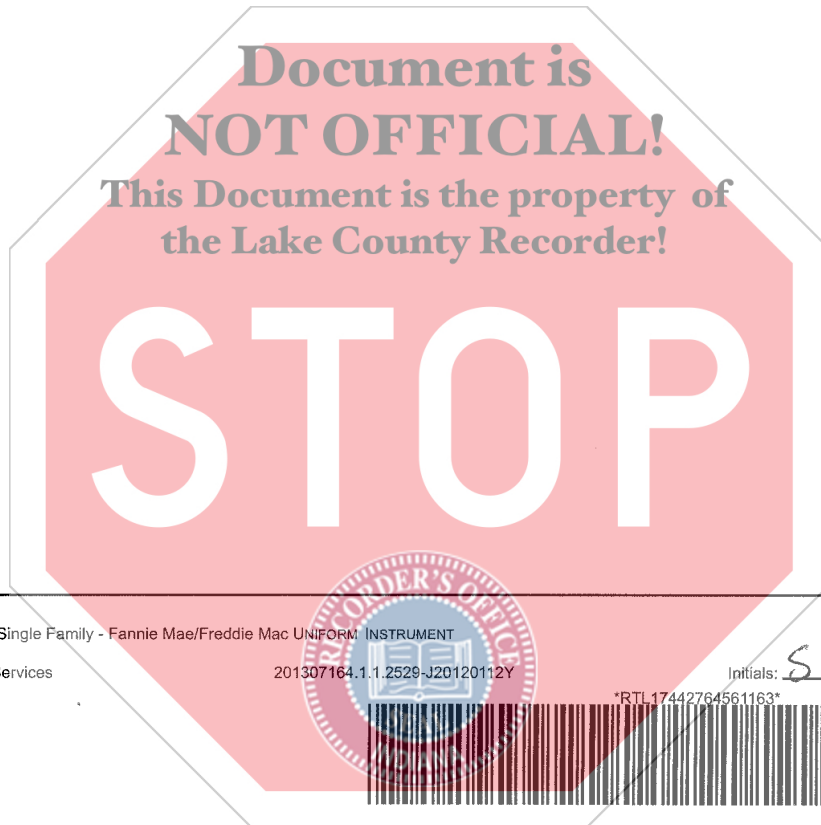 Document is
NOT OFFICIAL!
This Document is the property of
the Lake County Recorder!
STOP
RECORDER'S OFFICE
Single Family - Fannie Mae/Freddie Mac UNIFORM INSTRUMENT
ervices 201307164.1.1.2529-J20120112Y Initials: S
*RTL17442764561163*
INDIANA